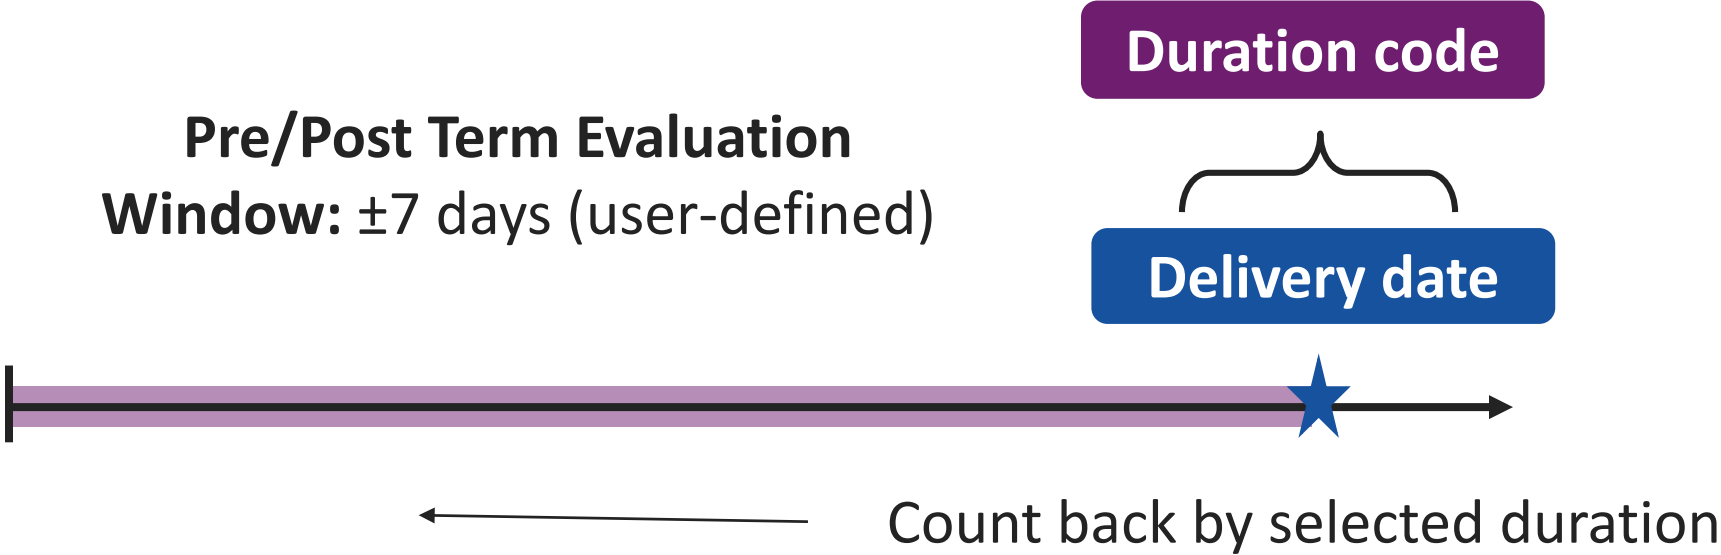 Duration code
Pre/Post Term Evaluation
Window: ±7 days (user-defined)
Delivery date
Count back by selected duration